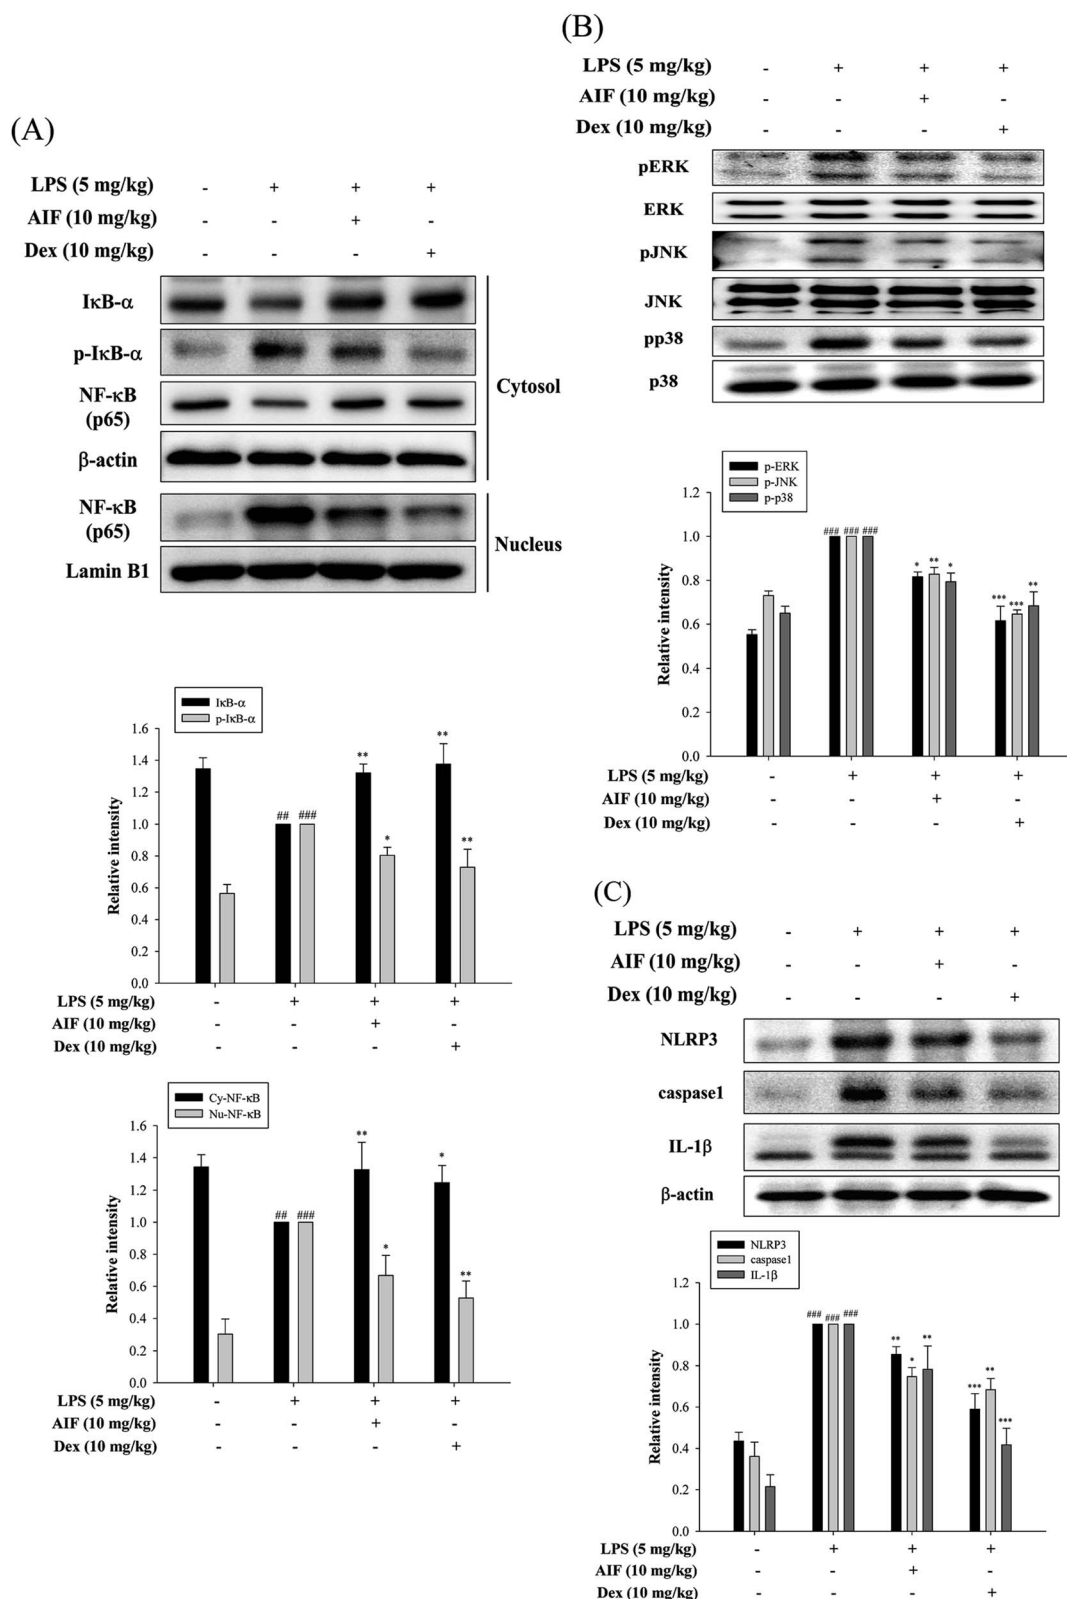 (A)
LPS (5 mg/kg) - + + +
AIF (10 mg/kg) - - + -
Dex (10 mg/kg) - - - +
IκB-α
p-IκB-α
NF-κB
(p65)
β-actin
Cytosol
NF-κB
(p65)
Lamin B1
Nucleus
IκB-α
p-IκB-α
Relative intensity
1.6
1.4
1.2
1.0
0.8
0.6
0.4
0.2
0.0
## ### ** * ** **
LPS (5 mg/kg) - + + +
AIF (10 mg/kg) - - + -
Dex (10 mg/kg) - - - +
Cy-NF-κB
Nu-NF-κB
Relative intensity
1.6
1.4
1.2
1.0
0.8
0.6
0.4
0.2
0.0
## ### ** * * **
LPS (5 mg/kg) - + + +
AIF (10 mg/kg) - - + -
Dex (10 mg/kg) - - - +
(B)
LPS (5 mg/kg) - + + +
AIF (10 mg/kg) - - + -
Dex (10 mg/kg) - - - +
pERK
ERK
pJNK
JNK
pp38
p38
p-ERK
p-JNK
p-p38
Relative intensity
1.2
1.0
0.8
0.6
0.4
0.2
0.0
### ### ### * ** * *** *** **
LPS (5 mg/kg) - + + +
AIF (10 mg/kg) - - + -
Dex (10 mg/kg) - - - +
(C)
LPS (5 mg/kg) - + + +
AIF (10 mg/kg) - - + -
Dex (10 mg/kg) - - - +
NLRP3
caspase1
IL-1β
β-actin
NLRP3
caspase1
IL-1β
Relative intensity
1.2
1.0
0.8
0.6
0.4
0.2
0.0
### ### ### ** * ** *** ** ***
LPS (5 mg/kg) - + + +
AIF (10 mg/kg) - - + -
Dex (10 mg/kg) - - - +